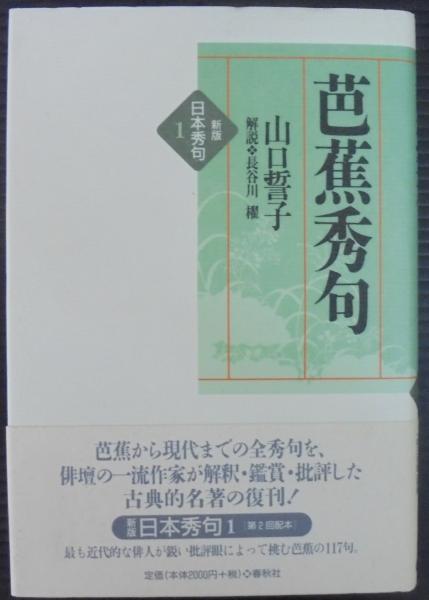 芭蕉秀句
山口誓子
解説❖長谷川 櫂
新版
日本秀句
1
芭蕉から現代までの全秀句を、
俳壇の一流作家が解釈・鑑賞・批評した
古典的名著の復刊!
新版 日本秀句1 [第2回配本]
最も近代的な俳人が鋭い批評眼によって挑む芭蕉の117句。
定価(本体2000円+税)❖春秋社